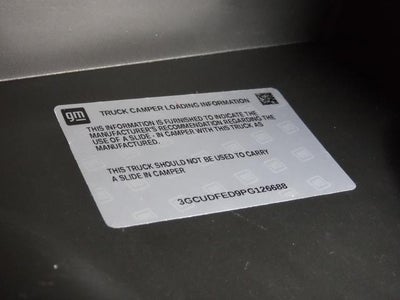 gm
TRUCK CAMPER LOADING INFORMATION
THIS INFORMATION IS FURNISHED TO INDICATE THE
MANUFACTURER'S RECOMMENDATION REGARDING THE
USE OF A SLIDE - IN CAMPER WITH THIS TRUCK AS
MANUFACTURED.
THIS TRUCK SHOULD NOT BE USED TO CARRY
A SLIDE IN CAMPER
3GCUDFED9PG126688